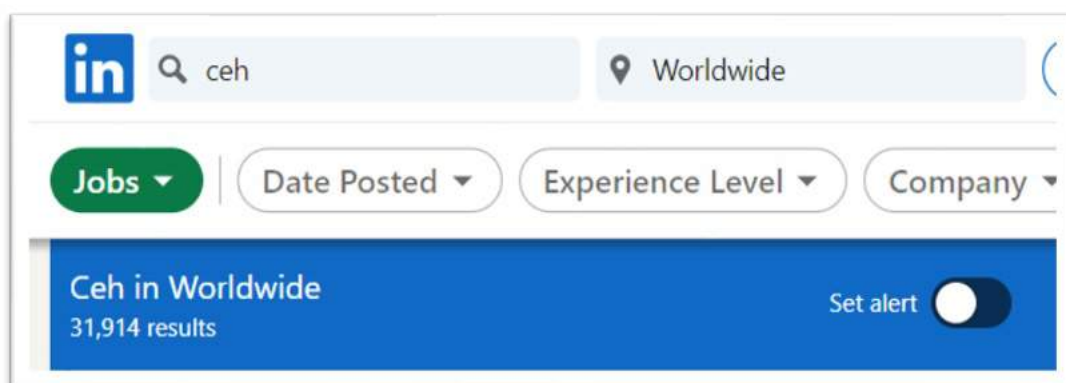 in ceh Worldwide
Jobs Date Posted Experience Level Company
Ceh in Worldwide
31,914 results
Set alert